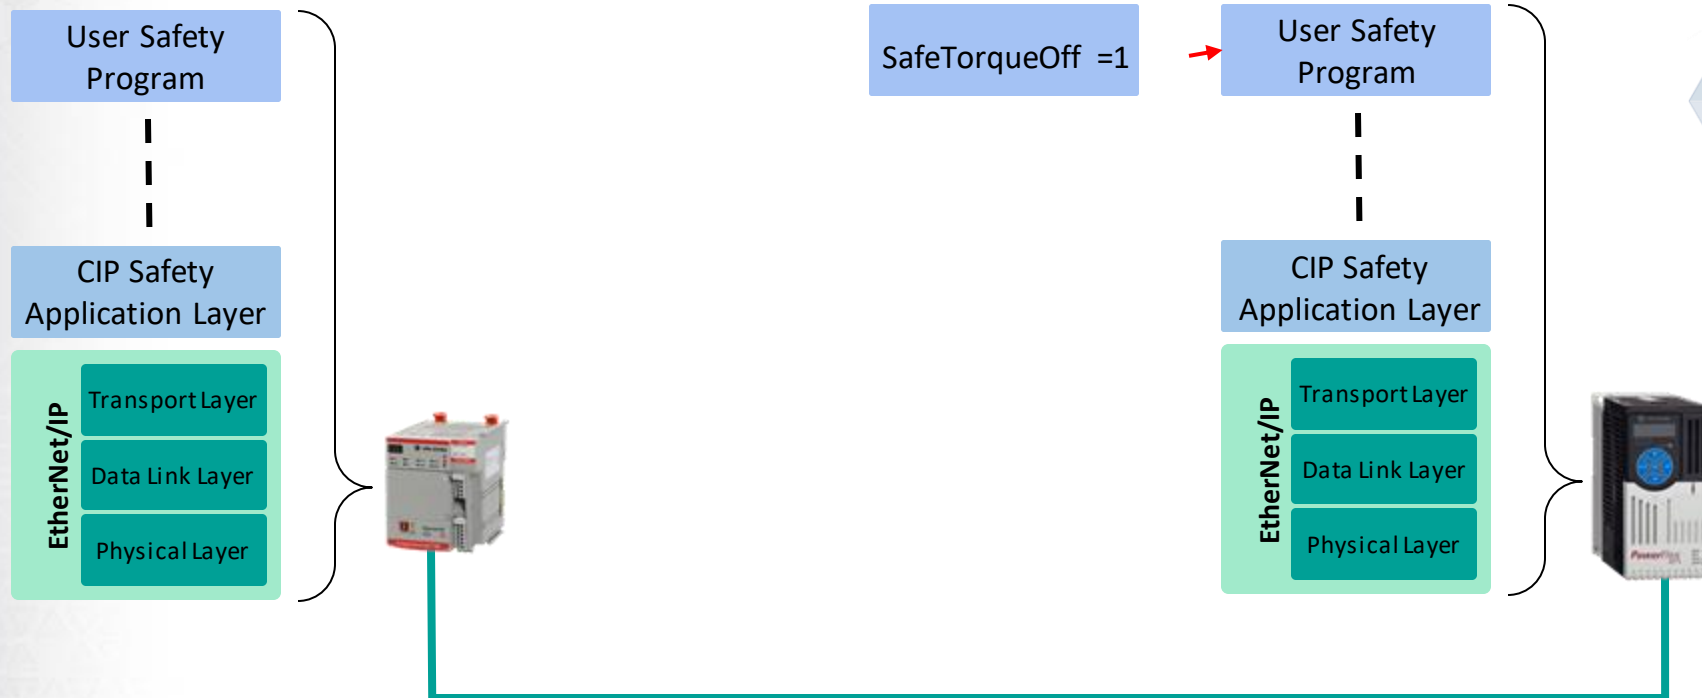 User Safety
Program
CIP Safety
Application Layer
EtherNet/IP
Transport Layer
Data Link Layer
Physical Layer
SafeTorqueOff =1
User Safety
Program
CIP Safety
Application Layer
EtherNet/IP
Transport Layer
Data Link Layer
Physical Layer
PowerFlex